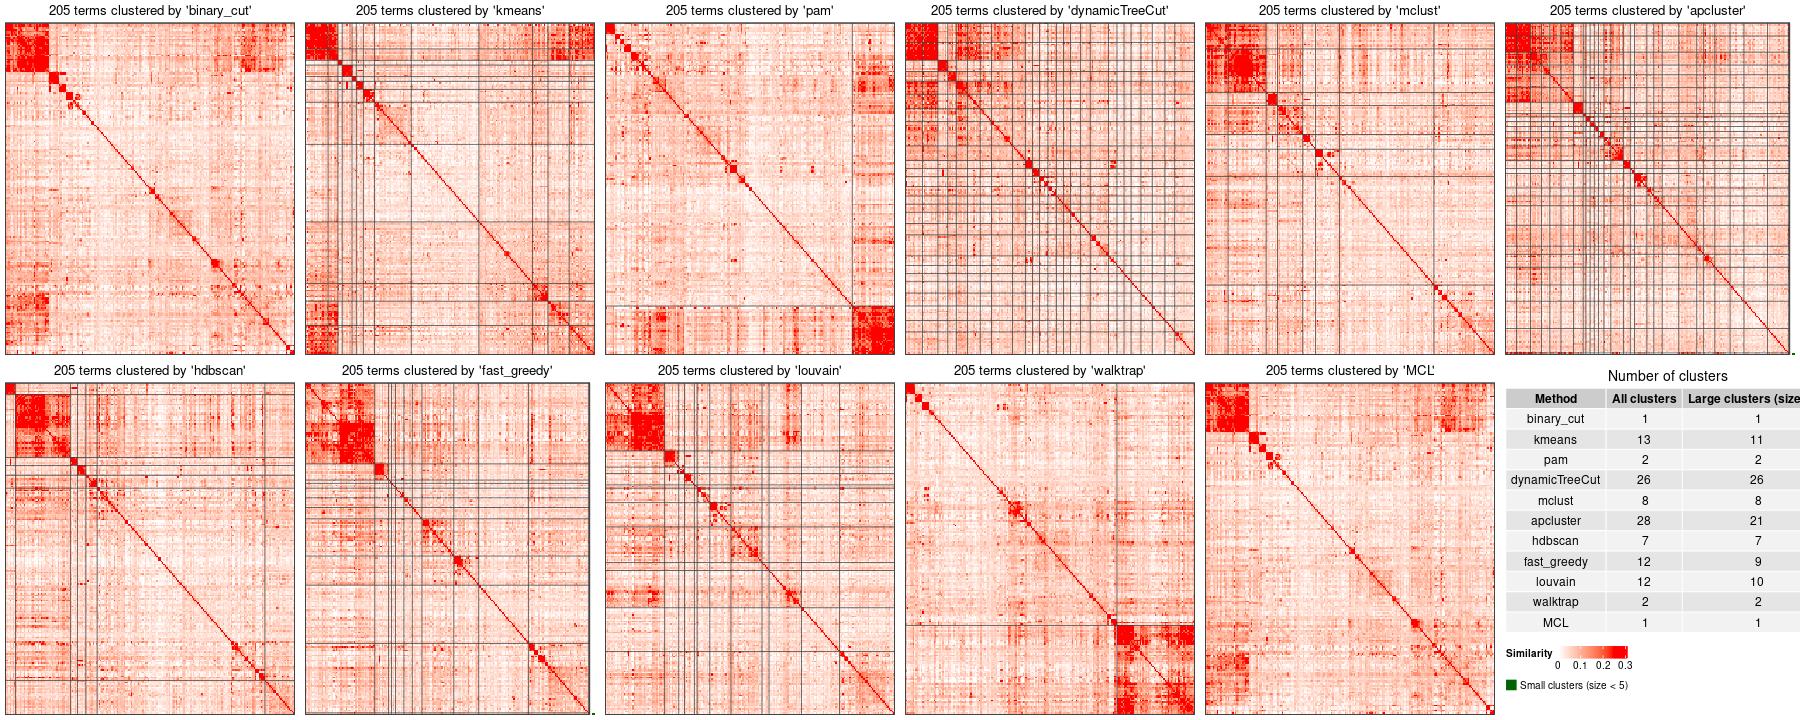 205 terms clustered by 'binary_cut'
205 terms clustered by 'kmeans'
205 terms clustered by 'pam'
205 terms clustered by 'dynamicTreeCut'
205 terms clustered by 'mclust'
205 terms clustered by 'apcluster'
205 terms clustered by 'hdbscan'
205 terms clustered by 'fast_greedy'
205 terms clustered by 'louvain'
205 terms clustered by 'walktrap'
205 terms clustered by 'MCL'
Number of clusters
Method All clusters Large clusters (size
binary_cut 1 1
kmeans 13 11
pam 2 2
dynamicTreeCut 26 26
mclust 8 8
apcluster 28 21
hdbscan 7 7
fast_greedy 12 9
louvain 12 10
walktrap 2 2
MCL 1 1
Similarity
0 0.1 0.2 0.3
Small clusters (size < 5)